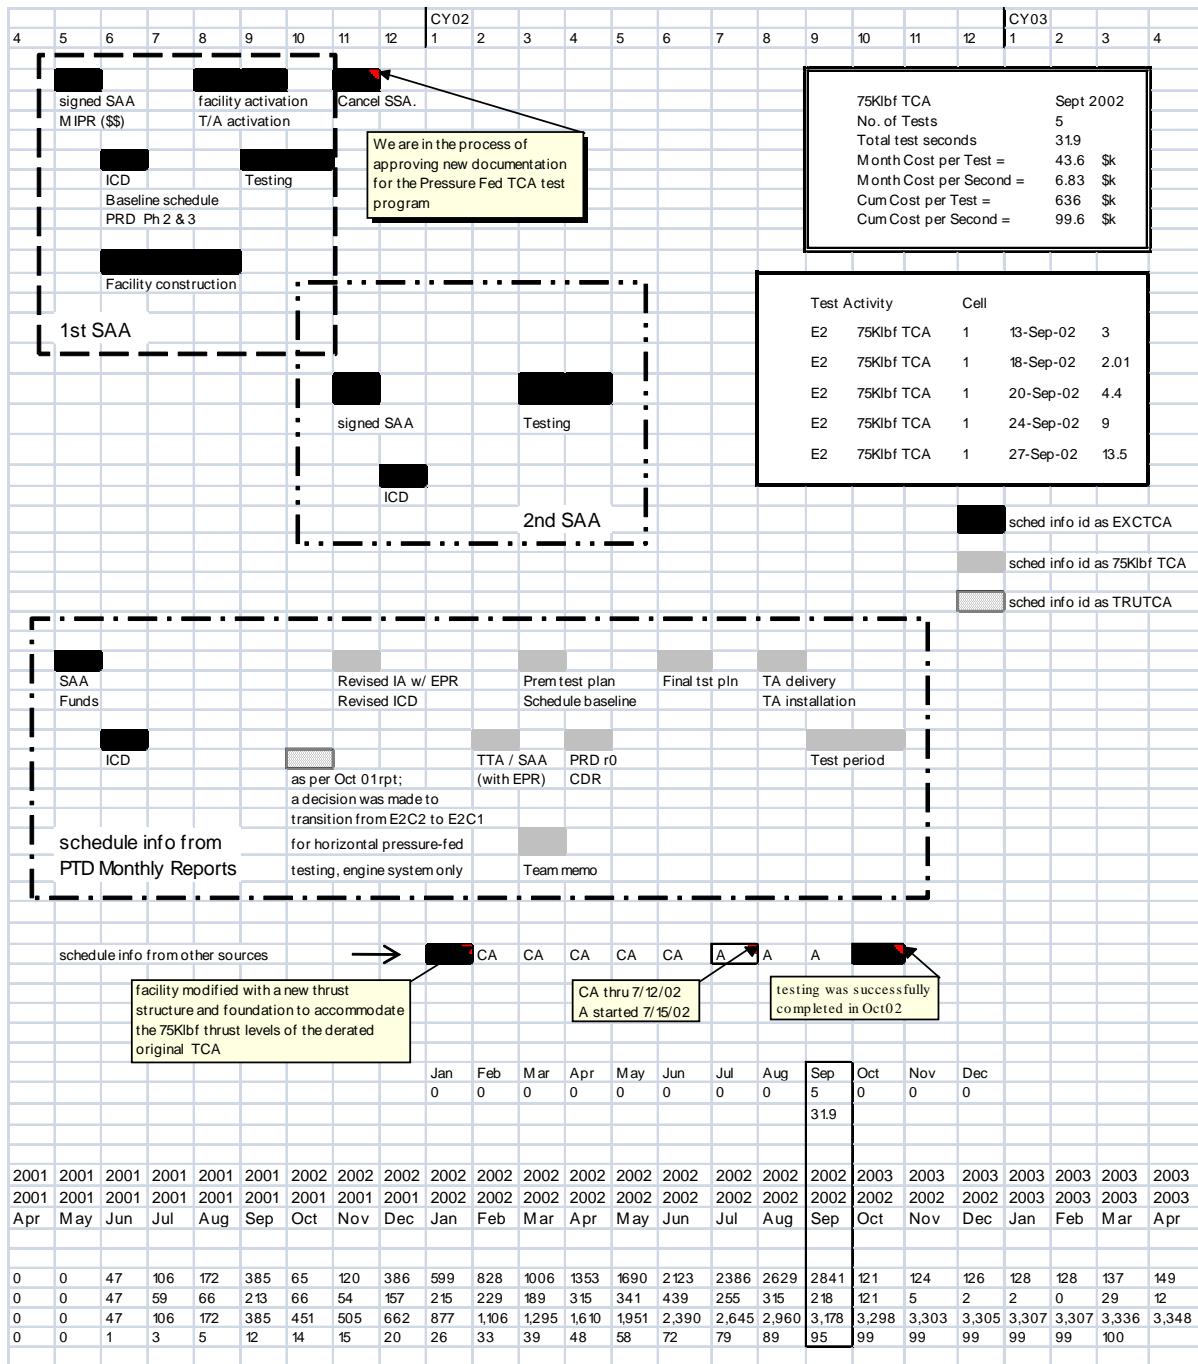 CY02 CY03
4 5 6 7 8 9 10 11 12 1 2 3 4 5 6 7 8 9 10 11 12 1 2 3 4
signed SAA
MIPR ($$)
facility activation
T/A activation
Cancel SSA.
ICD
Baseline schedule
PRD Ph 2 & 3
Testing
Facility construction
1st SAA
We are in the process of
approving new documentation
for the Pressure Fed TCA test
program
75Klbf TCA Sept 2002
No. of Tests 5
Total test seconds 31.9
Month Cost per Test = 43.6 $k
Month Cost per Second = 6.83 $k
Cum Cost per Test = 636 $k
Cum Cost per Second = 99.6 $k
Test Activity Cell
E2 75Klbf TCA 1 13-Sep-02 3
E2 75Klbf TCA 1 18-Sep-02 2.01
E2 75Klbf TCA 1 20-Sep-02 4.4
E2 75Klbf TCA 1 24-Sep-02 9
E2 75Klbf TCA 1 27-Sep-02 13.5
signed SAA
Testing
ICD
2nd SAA
sched info id as EXCTCA
sched info id as 75Klbf TCA
sched info id as TRUTCA
SAA
Funds
Revised IA w/ EPR
Revised ICD
Prem test plan
Schedule baseline
Final tst pln
TA delivery
TA installation
ICD
as per Oct 01 rpt;
a decision was made to
transition from E2C2 to E2C1
for horizontal pressure-fed
testing, engine system only
TTA / SAA
(with EPR)
PRD r0
CDR
Test period
Team memo
schedule info from
PTD Monthly Reports
schedule info from other sources CA CA CA CA CA A A A
facility modified with a new thrust
structure and foundation to accommodate
the 75Klbf thrust levels of the derated
original TCA
CA thru 7/12/02
A started 7/15/02
testing was successfully
completed in Oct02
Jan Feb Mar Apr May Jun Jul Aug Sep Oct Nov Dec
0 0 0 0 0 0 0 0 5 0 0 0
31.9
2001 2001 2001 2001 2001 2001 2002 2002 2002 2002 2002 2002 2002 2002 2002 2002 2002 2002 2003 2003 2003 2003 2003 2003 2003
2001 2001 2001 2001 2001 2001 2001 2001 2001 2002 2002 2002 2002 2002 2002 2002 2002 2002 2002 2002 2002 2003 2003 2003 2003
Apr May Jun Jul Aug Sep Oct Nov Dec Jan Feb Mar Apr May Jun Jul Aug Sep Oct Nov Dec Jan Feb Mar Apr
0 0 47 106 172 385 65 120 386 599 828 1006 1353 1690 2123 2386 2629 2841 121 124 126 128 128 137 149
0 0 47 59 66 213 66 54 157 215 229 189 315 341 439 255 315 218 121 5 2 2 0 29 12
0 0 47 106 172 385 451 505 662 877 1,106 1,295 1,610 1,951 2,390 2,645 2,960 3,178 3,298 3,303 3,305 3,307 3,307 3,336 3,348
0 0 1 3 5 12 14 15 20 26 33 39 48 58 72 79 89 95 99 99 99 99 99 100